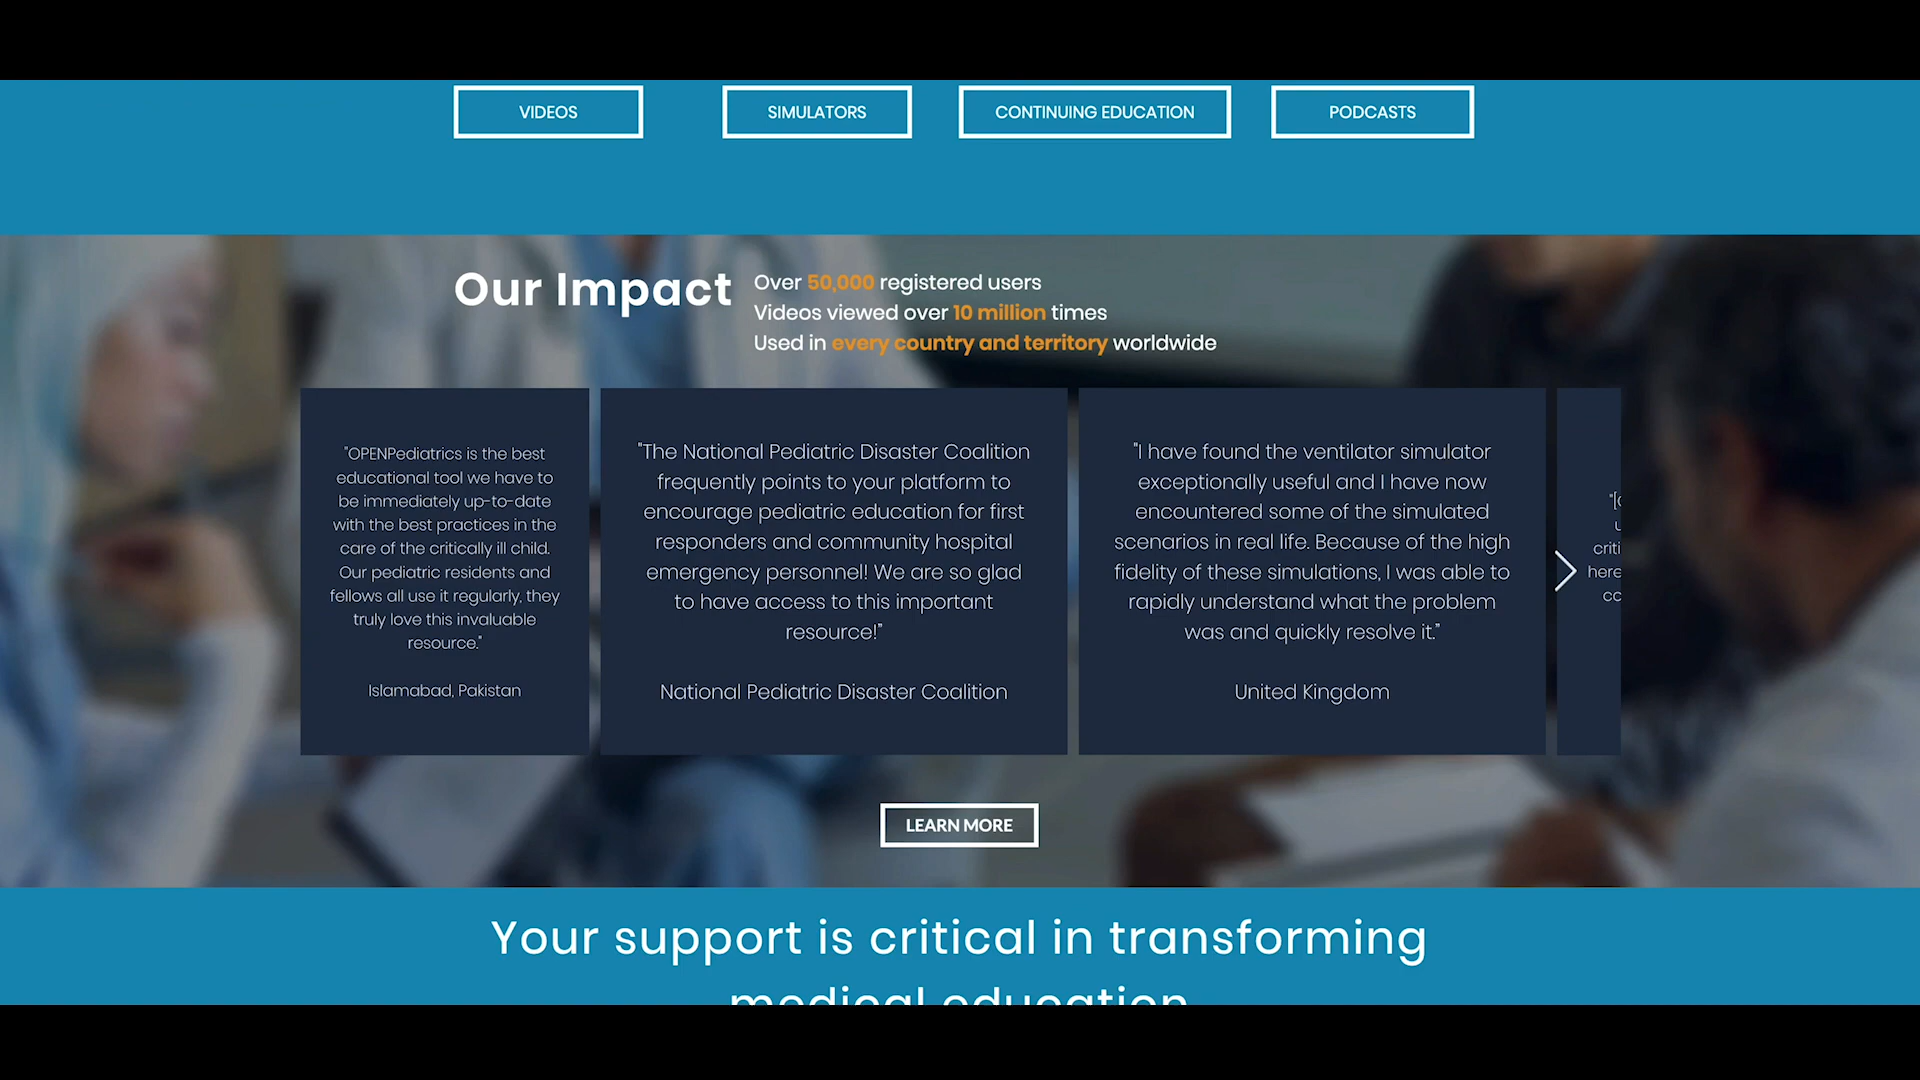 VIDEOS
SIMULATORS
CONTINUING EDUCATION
PODCASTS
Our Impact
Over 50,000 registered users
Videos viewed over 10 million times
Used in every country and territory worldwide
"OPENPediatrics is the best
educational tool we have to
be immediately up-to-date
with the best practices in the
care of the critically ill child.
Our pediatric residents and
fellows all use it regularly, they
truly love this invaluable
resource."
Islamabad, Pakistan
"The National Pediatric Disaster Coalition
frequently points to your platform to
encourage pediatric education for first
responders and community hospital
emergency personnel! We are so glad
to have access to this important
resource!"
National Pediatric Disaster Coalition
"I have found the ventilator simulator
exceptionally useful and I have now
encountered some of the simulated
scenarios in real life. Because of the high
fidelity of these simulations, I was able to
rapidly understand what the problem
was and quickly resolve it."
United Kingdom
here
LEARN MORE
Your support is critical in transforming
medical education